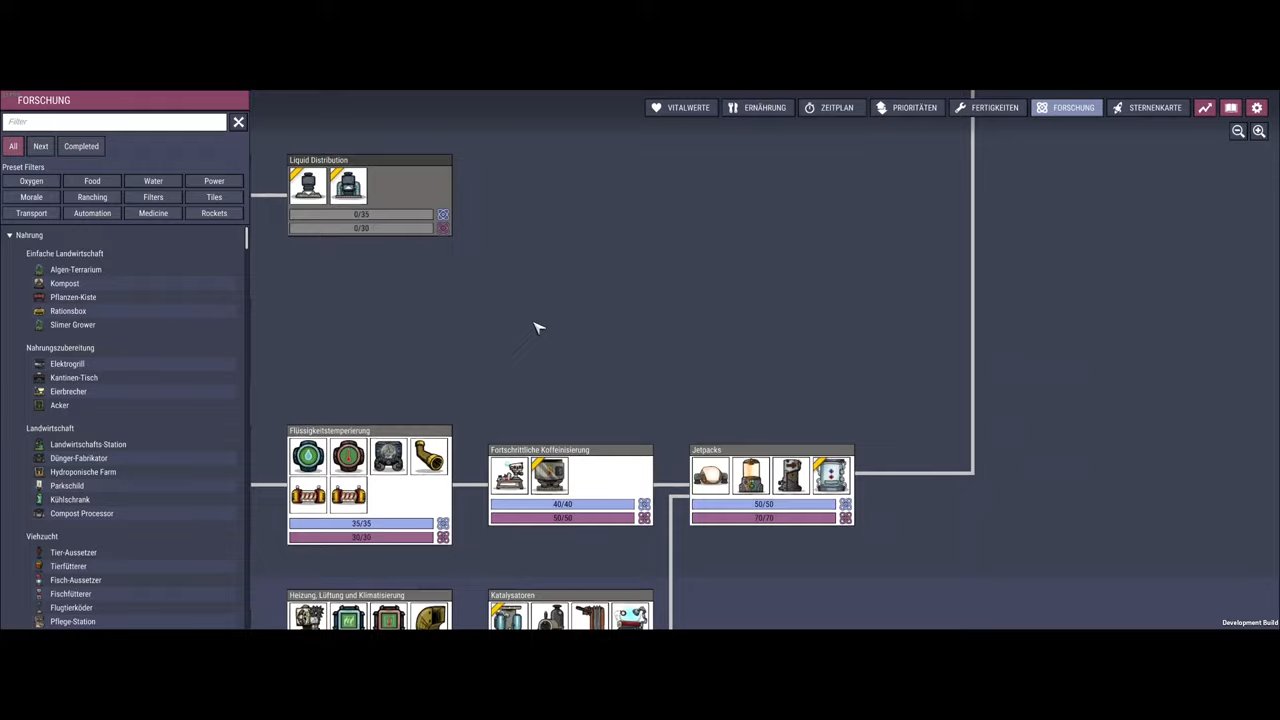 FORSCHUNG
VITALWERTE
ERNÄHRUNG
ZEITPLAN
PRIORITÄTEN
FERTIGKEITEN
FORSCHUNG
STERNENKARTE
Filter
All
Next
Completed
Preset Filters
Oxygen
Food
Water
Power
Morale
Ranching
Filters
Tiles
Transport
Automation
Medicine
Rockets
Nahrung
Einfache Landwirtschaft
Algen-Terrarium
Kompost
Pflanzen-Kiste
Rationsbox
Slimer Grower
Nahrungszubereitung
Elektrogrill
Kantinen-Tisch
Eierbrecher
Acker
Landwirtschaft
Landwirtschafts-Station
Dünger-Fabrikator
Hydroponische Farm
Parkschild
Kühlschrank
Compost Processor
Viehzucht
Tier-Aussetzer
Tierfütterer
Fisch-Aussetzer
Fischfütterer
Flugtierköder
Pflege-Station
Liquid Distribution
0/35
0/30
Flüssigkeitstemperierung
35/35
30/30
Fortschrittliche Koffeinisierung
40/40
50/50
Jetpacks
50/50
70/70
Heizung, Lüftung und Klimatisierung
Katalysatoren
Development Build